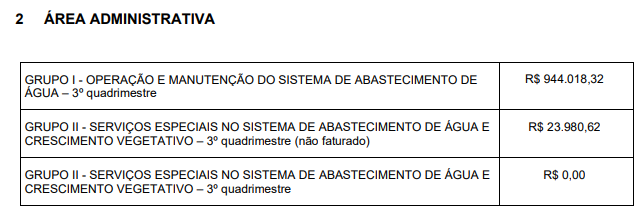 2 ÁREA ADMINISTRATIVA
GRUPO I - OPERAÇÃO E MANUTENÇÃO DO SISTEMA DE ABASTECIMENTO DE
ÁGUA – 3º quadrimestre
R$ 944.018,32
GRUPO II - SERVIÇOS ESPECIAIS NO SISTEMA DE ABASTECIMENTO DE ÁGUA E
CRESCIMENTO VEGETATIVO – 3º quadrimestre (não faturado)
R$ 23.980,62
GRUPO II - SERVIÇOS ESPECIAIS NO SISTEMA DE ABASTECIMENTO DE ÁGUA E
CRESCIMENTO VEGETATIVO – 3º quadrimestre
R$ 0,00